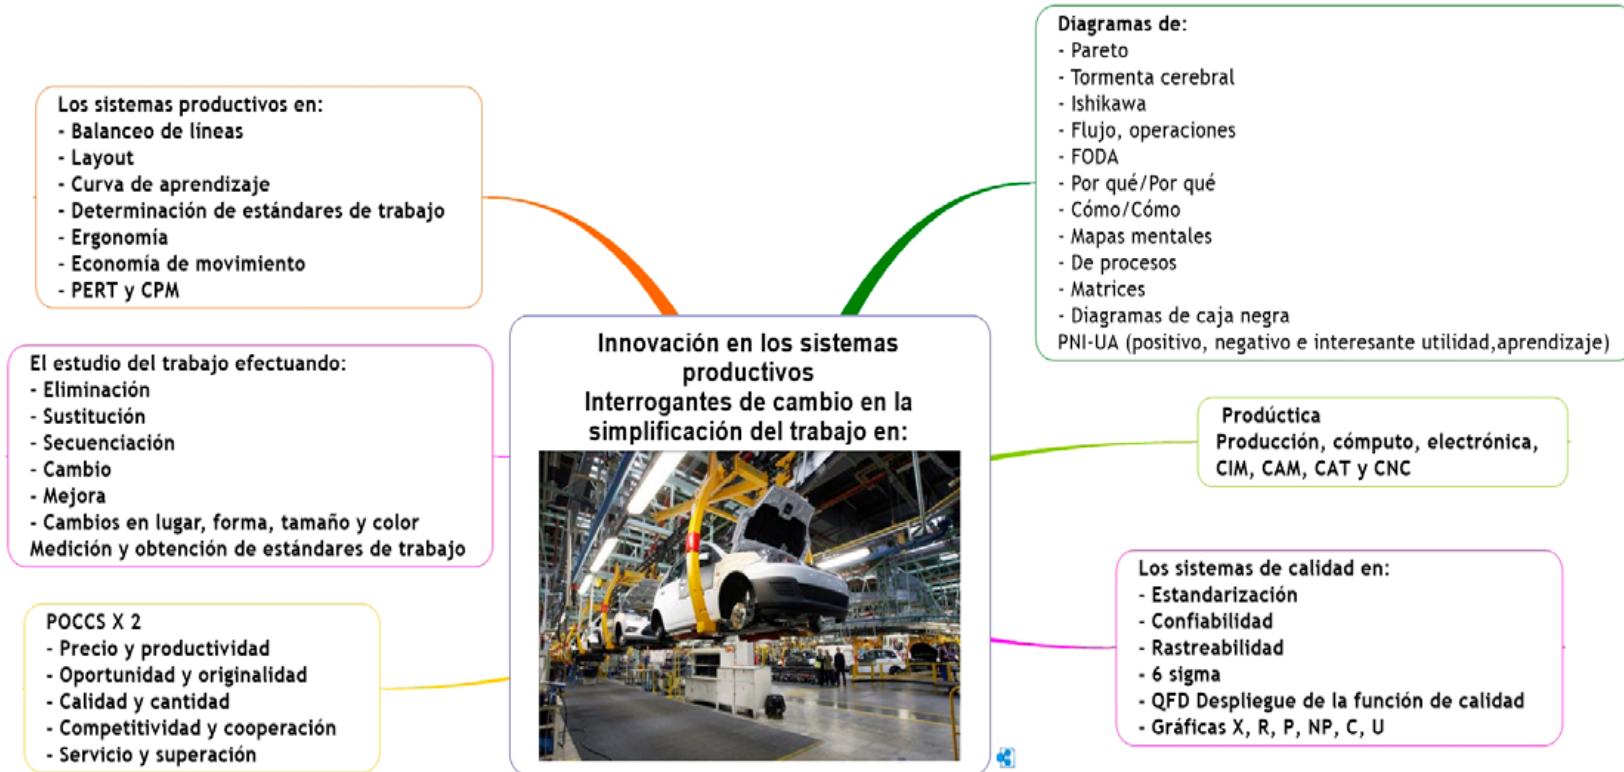 Los sistemas productivos en:
- Balanceo de líneas
- Layout
- Curva de aprendizaje
- Determinación de estándares de trabajo
- Ergonomía
- Economía de movimiento
- PERT y CPM
El estudio del trabajo efectuando:
- Eliminación
- Sustitución
- Secuenciación
- Cambio
- Mejora
- Cambios en lugar, forma, tamaño y color
Medición y obtención de estándares de trabajo
POCCS X 2
- Precio y productividad
- Oportunidad y originalidad
- Calidad y cantidad
- Competitividad y cooperación
- Servicio y superación
Innovación en los sistemas
productivos
Interrogantes de cambio en la
simplificación del trabajo en:
Diagramas de:
- Pareto
- Tormenta cerebral
- Ishikawa
- Flujo, operaciones
- FODA
- Por qué/Por qué
- Cómo/Cómo
- Mapas mentales
- De procesos
- Matrices
- Diagramas de caja negra
PNI-UA (positivo, negativo e interesante utilidad,aprendizaje)
Prodúctica
Producción, cómputo, electrónica,
CIM, CAM, CAT y CNC
Los sistemas de calidad en:
- Estandarización
- Confiabilidad
- Rastreabilidad
- 6 sigma
- QFD Despliegue de la función de calidad
- Gráficas X, R, P, NP, C, U